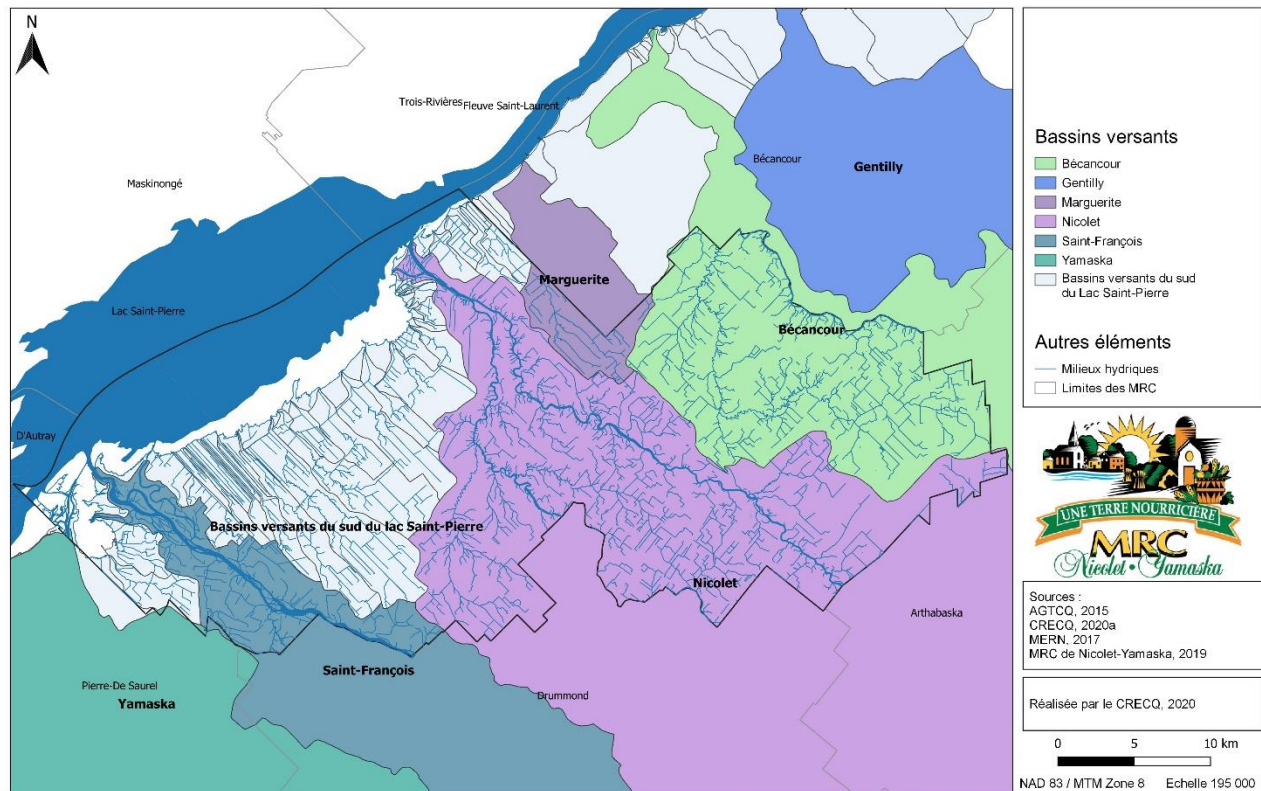 N
Trois-Rivières
Fleuve Saint-Laurent
Maskinongé
Bécancour
Gentilly
Marguerite
Lac Saint-Pierre
Bécancour
D'Autray
Bassins versants du sud du lac Saint-Pierre
Nicolet
Arthabaska
Saint-François
Pierre-De Saurel
Yamaska
Drummond
Bassins versants
Bécancour
Gentilly
Marguerite
Nicolet
Saint-François
Yamaska
Bassins versants du sud
du Lac Saint-Pierre
Autres éléments
Milieux hydriques
Limites des MRC
UNE TERRE NOURRICIÈRE
MRC
Nicolet • Yamaska
Sources :
AGTCQ, 2015
CRECQ, 2020a
MERN, 2017
MRC de Nicolet-Yamaska, 2019
Réalisée par le CRECQ, 2020
0 5 10 km
NAD 83 / MTM Zone 8 Echelle 195 000